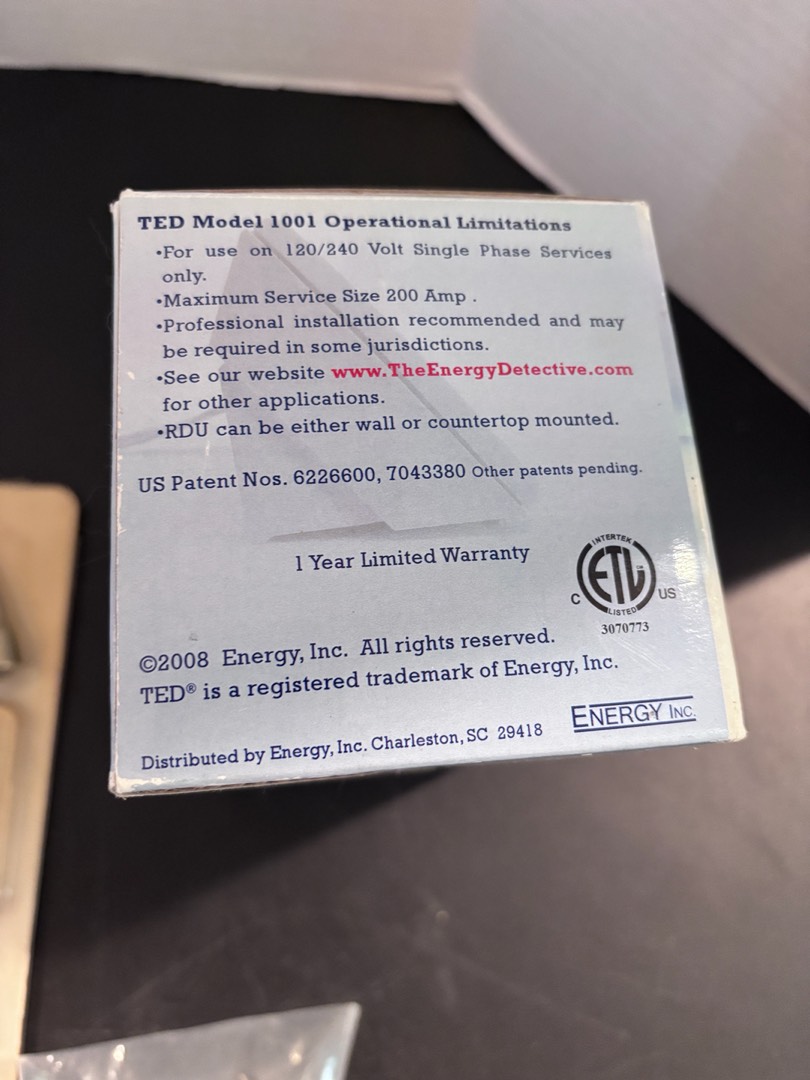 TED Model 1001 Operational Limitations
•For use on 120/240 Volt Single Phase Services
only.
•Maximum Service Size 200 Amp .
•Professional installation recommended and may
be required in some jurisdictions.
•See our website www.TheEnergyDetective.com
for other applications.
•RDU can be either wall or countertop mounted.
US Patent Nos. 6226600, 7043380 Other patents pending.
1 Year Limited Warranty
INTERTEK
ETL
C US
LISTED
3070773
©2008 Energy, Inc. All rights reserved.
TED® is a registered trademark of Energy, Inc.
ENERGY INC.
Distributed by Energy, Inc. Charleston, SC 29418